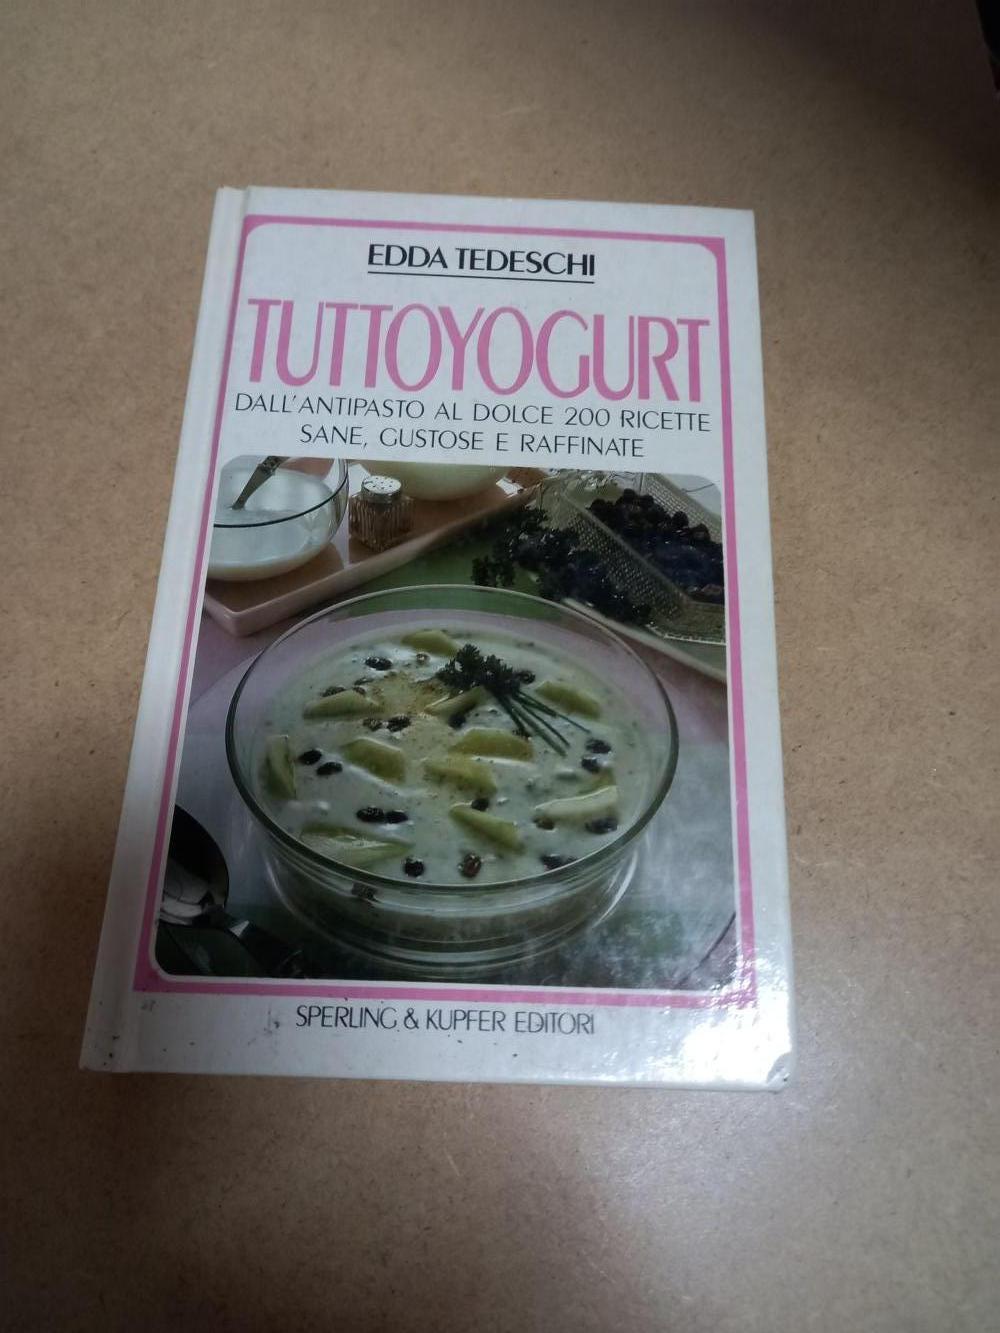 EDDA TEDESCHI
TUTTOYOGURT
DALL'ANTIPASTO AL DOLCE 200 RICETTE
SANE, GUSTOSE E RAFFINATE
SPERLING & KUPFER EDITORI